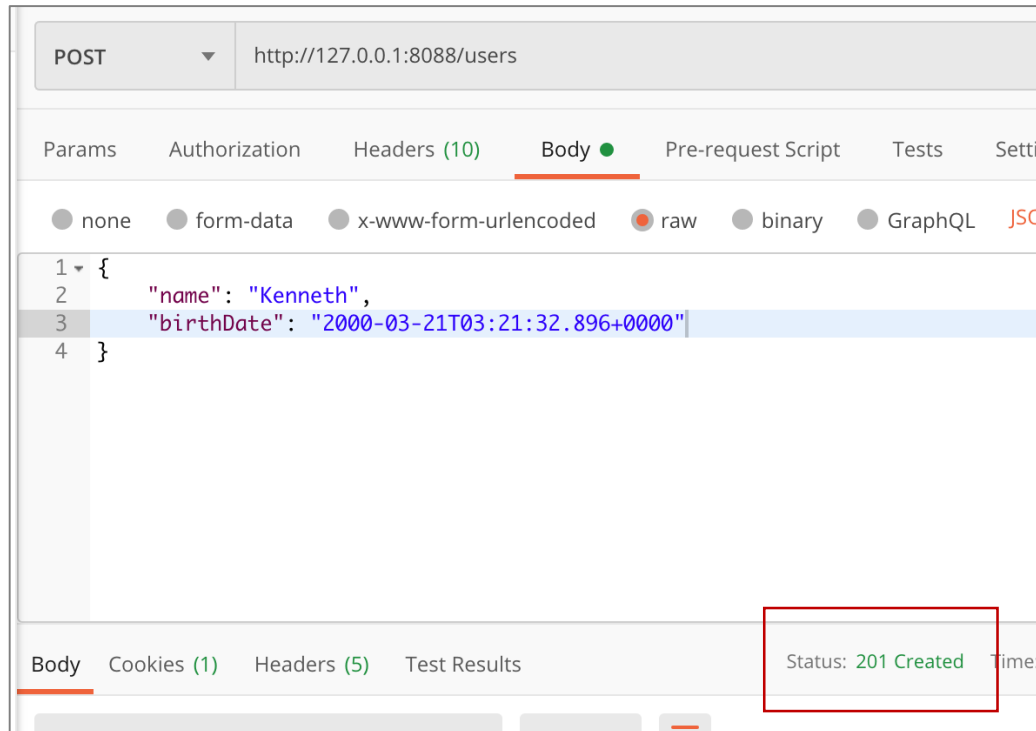 POST http://127.0.0.1:8088/users
Params Authorization Headers (10) Body Pre-request Script Tests
none form-data x-www-form-urlencoded raw binary GraphQL
1 {
2 "name": "Kenneth",
3 "birthDate": "2000-03-21T03:21:32.896+0000"
4 }
Body Cookies (1) Headers (5) Test Results Status: 201 Created Time: